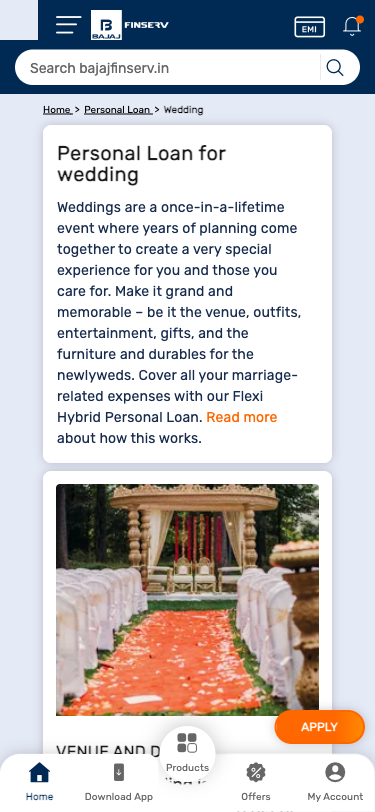 BAJAJ FINSERV
EMI
Search bajajfinserv.in
Home > Personal Loan > Wedding
Personal Loan for
wedding
Weddings are a once-in-a-lifetime
event where years of planning come
together to create a very special
experience for you and those you
care for. Make it grand and
memorable – be it the venue, outfits,
entertainment, gifts, and the
furniture and durables for the
newlyweds. Cover all your marriage-
related expenses with our Flexi
Hybrid Personal Loan. Read more
about how this works.
APPLY
VENUE AND D
Products
Home
Download App
Offers
My Account